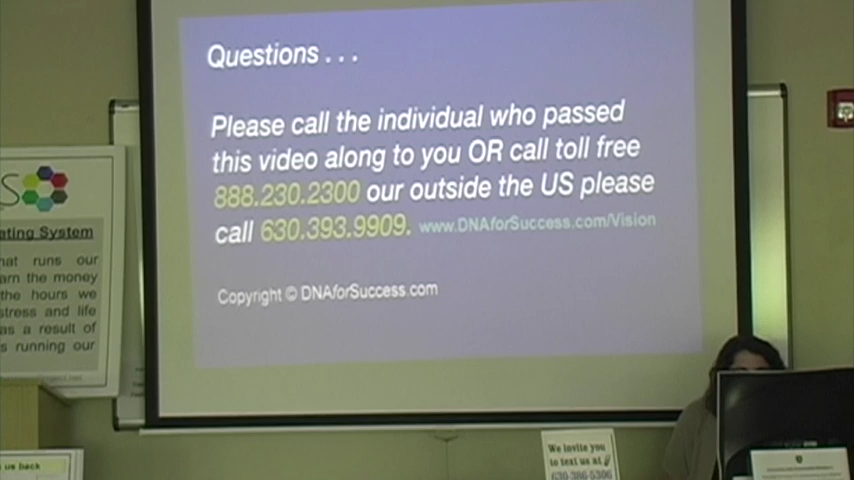 Questions . . .
Please call the individual who passed
this video along to you OR call toll free
888.230.2300 our outside the US please
call 630.393.9909. www.DNAforSuccess.com/Vision
Copyright © DNAforSuccess.com
S
ating System
hat runs our
arn the money
the hours we
stress and life
as a result of
s running our
us back
We invite you
to text us at
630-386-5306